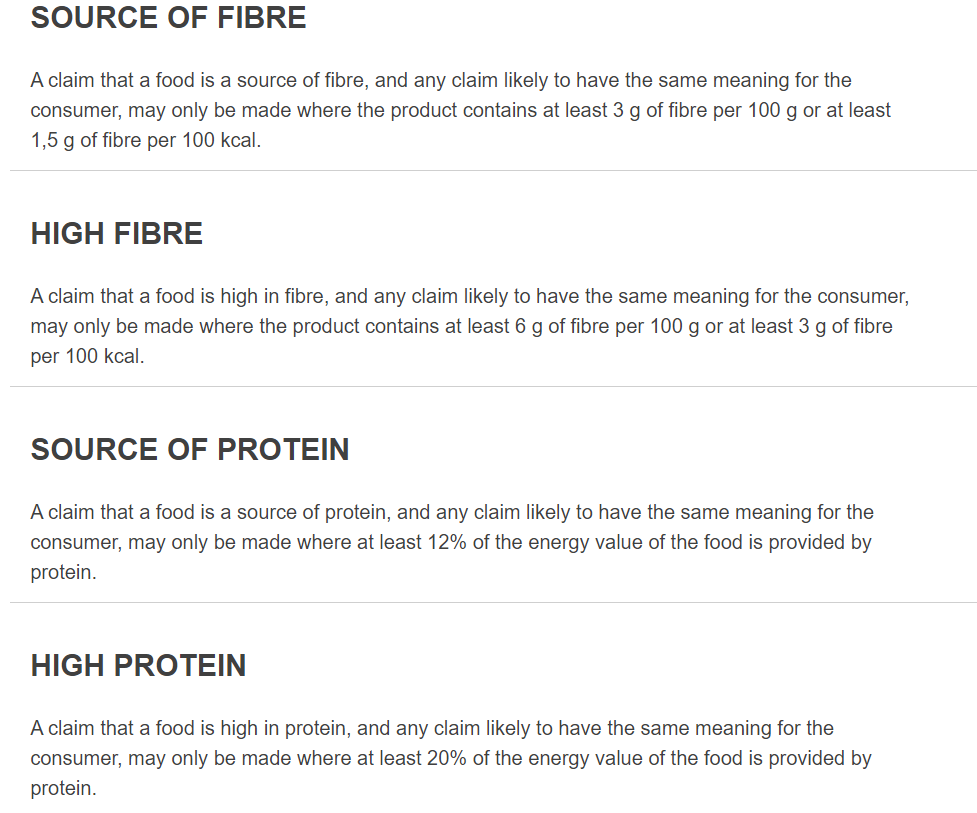 SOURCE OF FIBRE
A claim that a food is a source of fibre, and any claim likely to have the same meaning for the
consumer, may only be made where the product contains at least 3 g of fibre per 100 g or at least
1,5 g of fibre per 100 kcal.
HIGH FIBRE
A claim that a food is high in fibre, and any claim likely to have the same meaning for the consumer,
may only be made where the product contains at least 6 g of fibre per 100 g or at least 3 g of fibre
per 100 kcal.
SOURCE OF PROTEIN
A claim that a food is a source of protein, and any claim likely to have the same meaning for the
consumer, may only be made where at least 12% of the energy value of the food is provided by
protein.
HIGH PROTEIN
A claim that a food is high in protein, and any claim likely to have the same meaning for the
consumer, may only be made where at least 20% of the energy value of the food is provided by
protein.